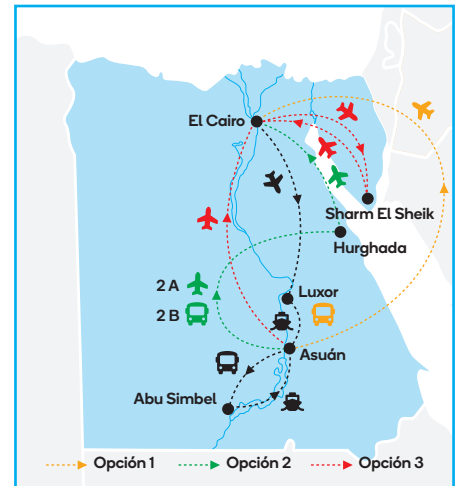 El Cairo
Sharm El Sheik
Hurghada
2 A
Luxor
2 B
Asuán
Abu Simbel
Opción 1
Opción 2
Opción 3